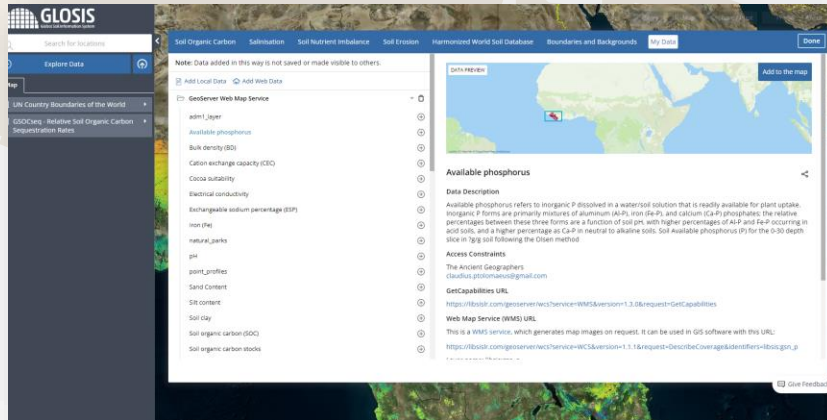 GLOSIS
Global Soil Information System
Search for locations
Explore Data
Map
UN Country Boundaries of the World
GSOCseq - Relative Soil Organic Carbon
Sequestration Rates
Soil Organic Carbon Salinisation Soil Nutrient Imbalance Soil Erosion Harmonized World Soil Database Boundaries and Backgrounds My Data Done
Note: Data added in this way is not saved or made visible to others.
Add Local Data Add Web Data
GeoServer Web Map Service
adm1_layer
Available phosphorus
Bulk density (BD)
Cation exchange capacity (CEC)
Cocoa suitability
Electrical conductivity
Exchangeable sodium percentage (ESP)
Iron (Fe)
natural_parks
pH
point_profiles
Sand Content
Silt content
Soil clay
Soil organic carbon (SOC)
Soil organic carbon stocks
DATA PREVIEW
Add to the map
Available phosphorus
Data Description
Available phosphorus refers to inorganic P dissolved in a water/soil solution that is readily available for plant uptake.
Inorganic P forms are primarily mixtures of aluminum (Al-P), iron (Fe-P), and calcium (Ca-P) phosphates; the relative
percentages between these three forms are a function of soil pH, with higher percentages of Al-P and Fe-P occurring in
acid soils, and a higher percentage as Ca-P in neutral to alkaline soils. Soil Available phosphorus (P) for the 0-30 depth
slice in ?g/g soil following the Olsen method
Access Constraints
The Ancient Geographers
claudius.ptolomaeus@gmail.com
GetCapabilities URL
https://libsislr.com/geoserver/wcs?service=WMS&version=1.3.0&request=GetCapabilities
Web Map Service (WMS) URL
This is a WMS service, which generates map images on request. It can be used in GIS software with this URL:
https://libsislr.com/geoserver/wcs?service=WCS&version=1.1.1&request=DescribeCoverage&identifiers=libsis:gsn_p
Give Feedback